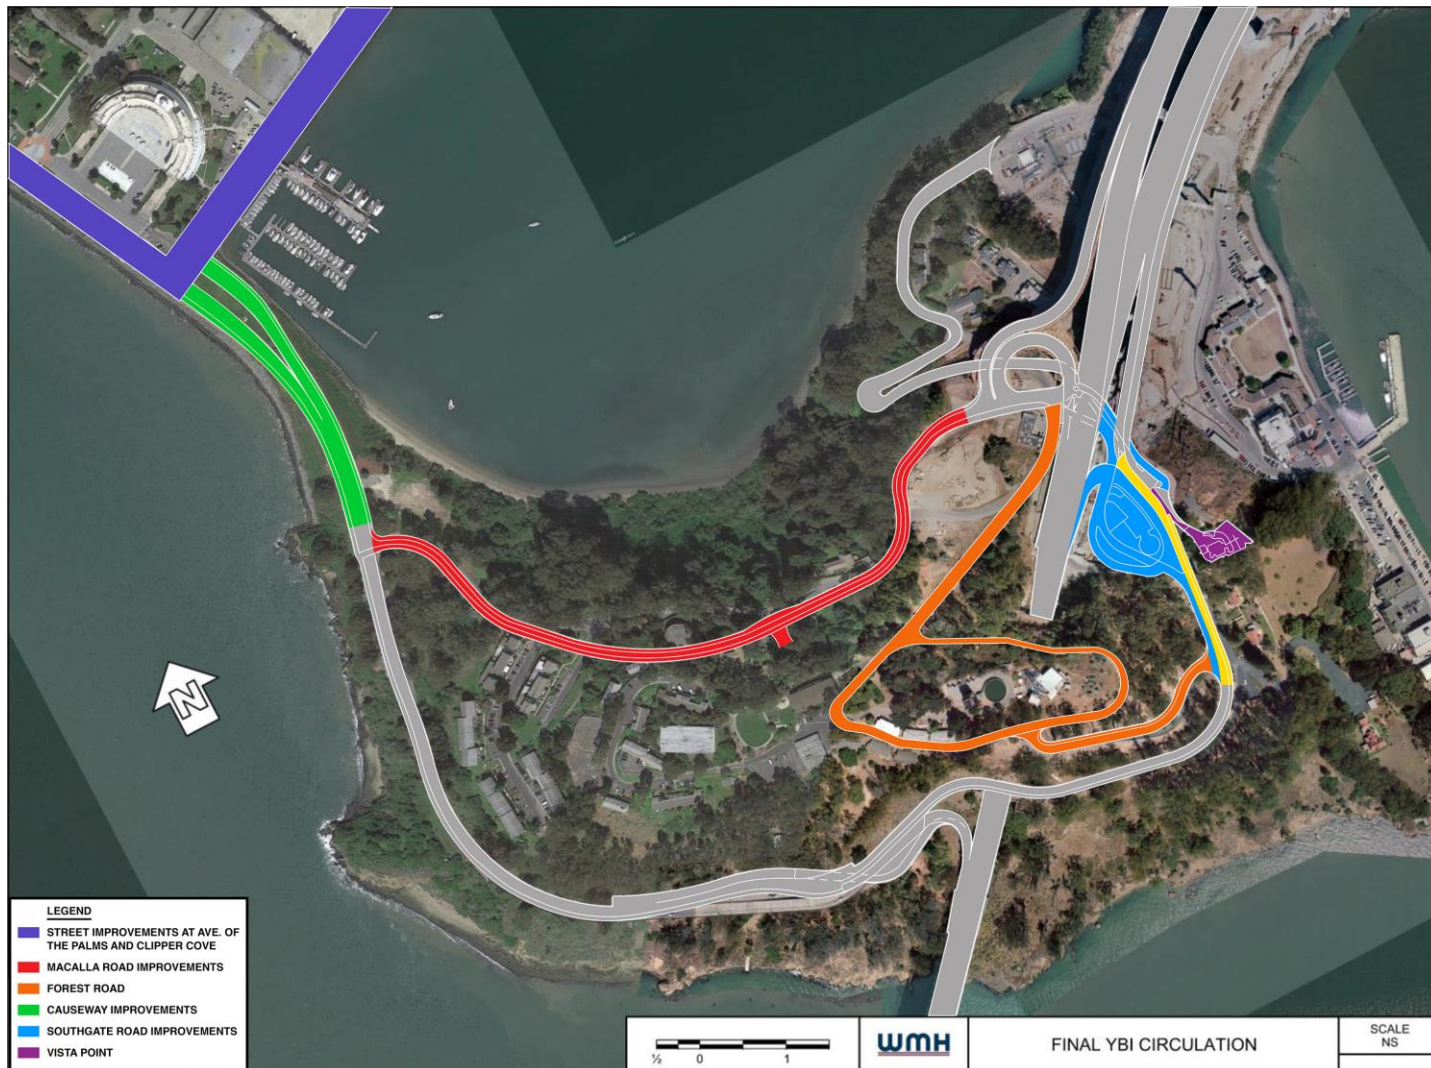 N
LEGEND
STREET IMPROVEMENTS AT AVE. OF
THE PALMS AND CLIPPER COVE
MACALLA ROAD IMPROVEMENTS
FOREST ROAD
CAUSEWAY IMPROVEMENTS
SOUTHGATE ROAD IMPROVEMENTS
VISTA POINT
½ 0 1
WMH
FINAL YBI CIRCULATION
SCALE
NS